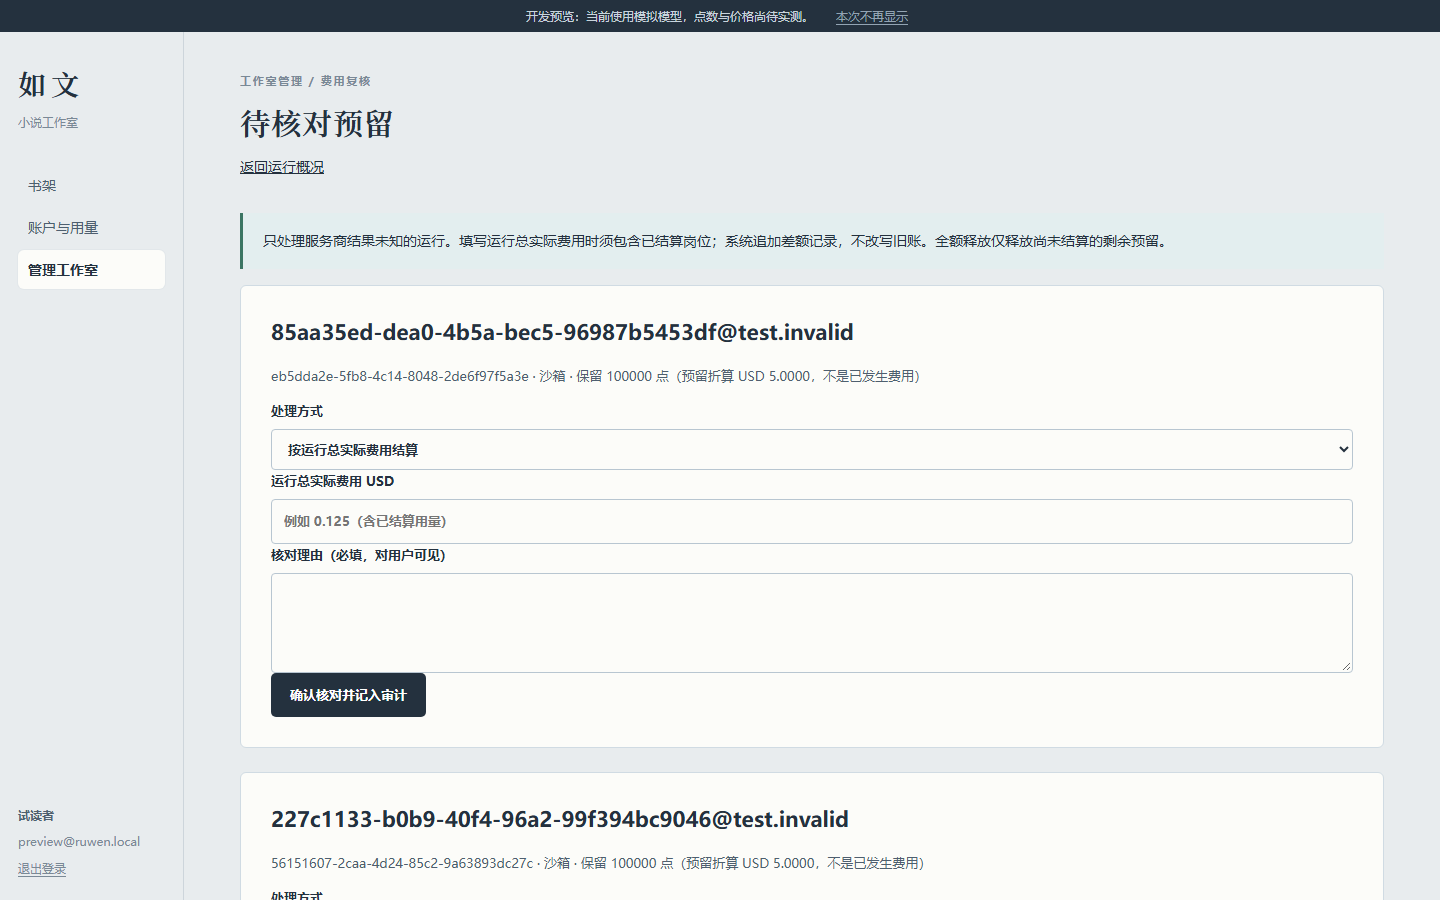 开发预览：当前使用模拟模型，点数与价格尚待实测。 本次不再显示
如文
小说工作室
书架
账户与用量
管理工作室
试读者
preview@ruwen.local
退出登录
工作室管理 / 费用复核
待核对预留
返回运行概况
只处理服务商结果未知的运行。填写运行总实际费用时须包含已结算岗位；系统追加差额记录，不改写旧账。全额释放仅释放尚未结算的剩余预留。
85aa35ed-dea0-4b5a-bec5-96987b5453df@test.invalid
eb5dda2e-5fb8-4c14-8048-2de6f97f5a3e · 沙箱 · 保留 100000 点（预留折算 USD 5.0000，不是已发生费用）
处理方式
按运行总实际费用结算
运行总实际费用 USD
例如 0.125（含已结算用量）
核对理由（必填，对用户可见）
确认核对并记入审计
227c1133-b0b9-40f4-96a2-99f394bc9046@test.invalid
56151607-2caa-4d24-85c2-9a63893dc27c · 沙箱 · 保留 100000 点（预留折算 USD 5.0000，不是已发生费用）
处理方式